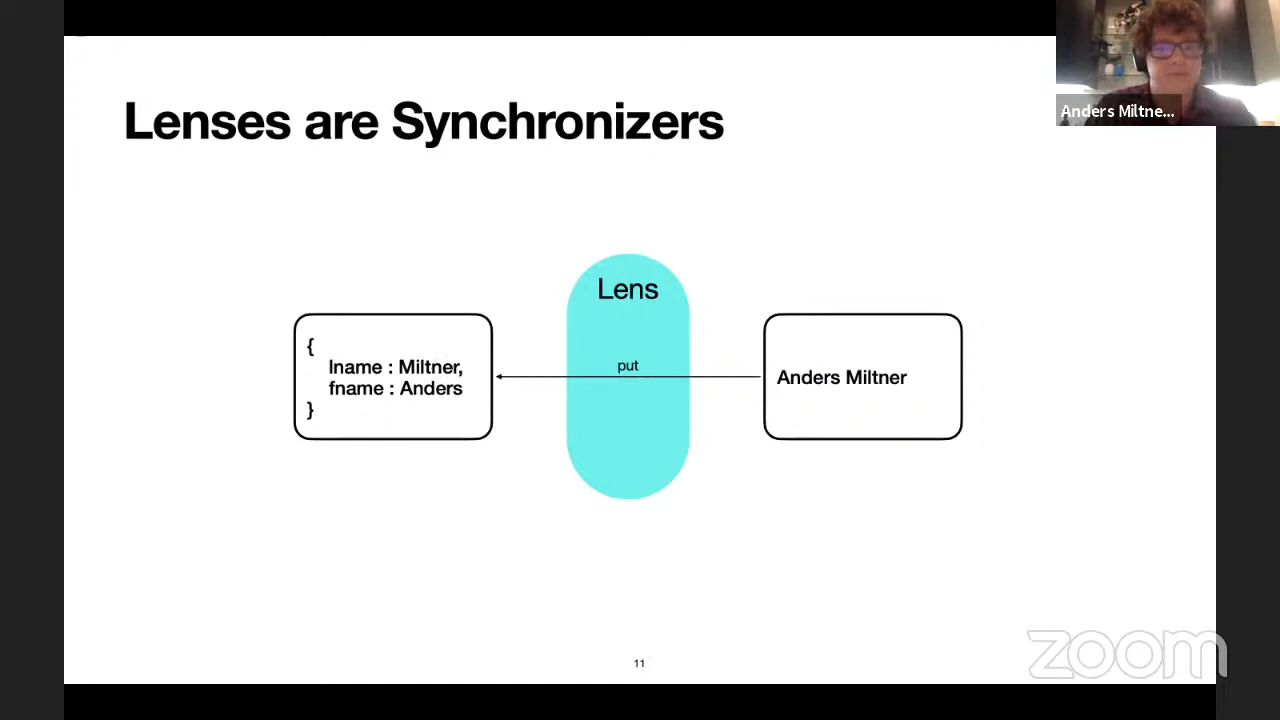 Lenses are Synchronizers
Anders Miltne...
Lens
{
lname : Miltner,
fname : Anders
}
put
Anders Miltner
11
zoom